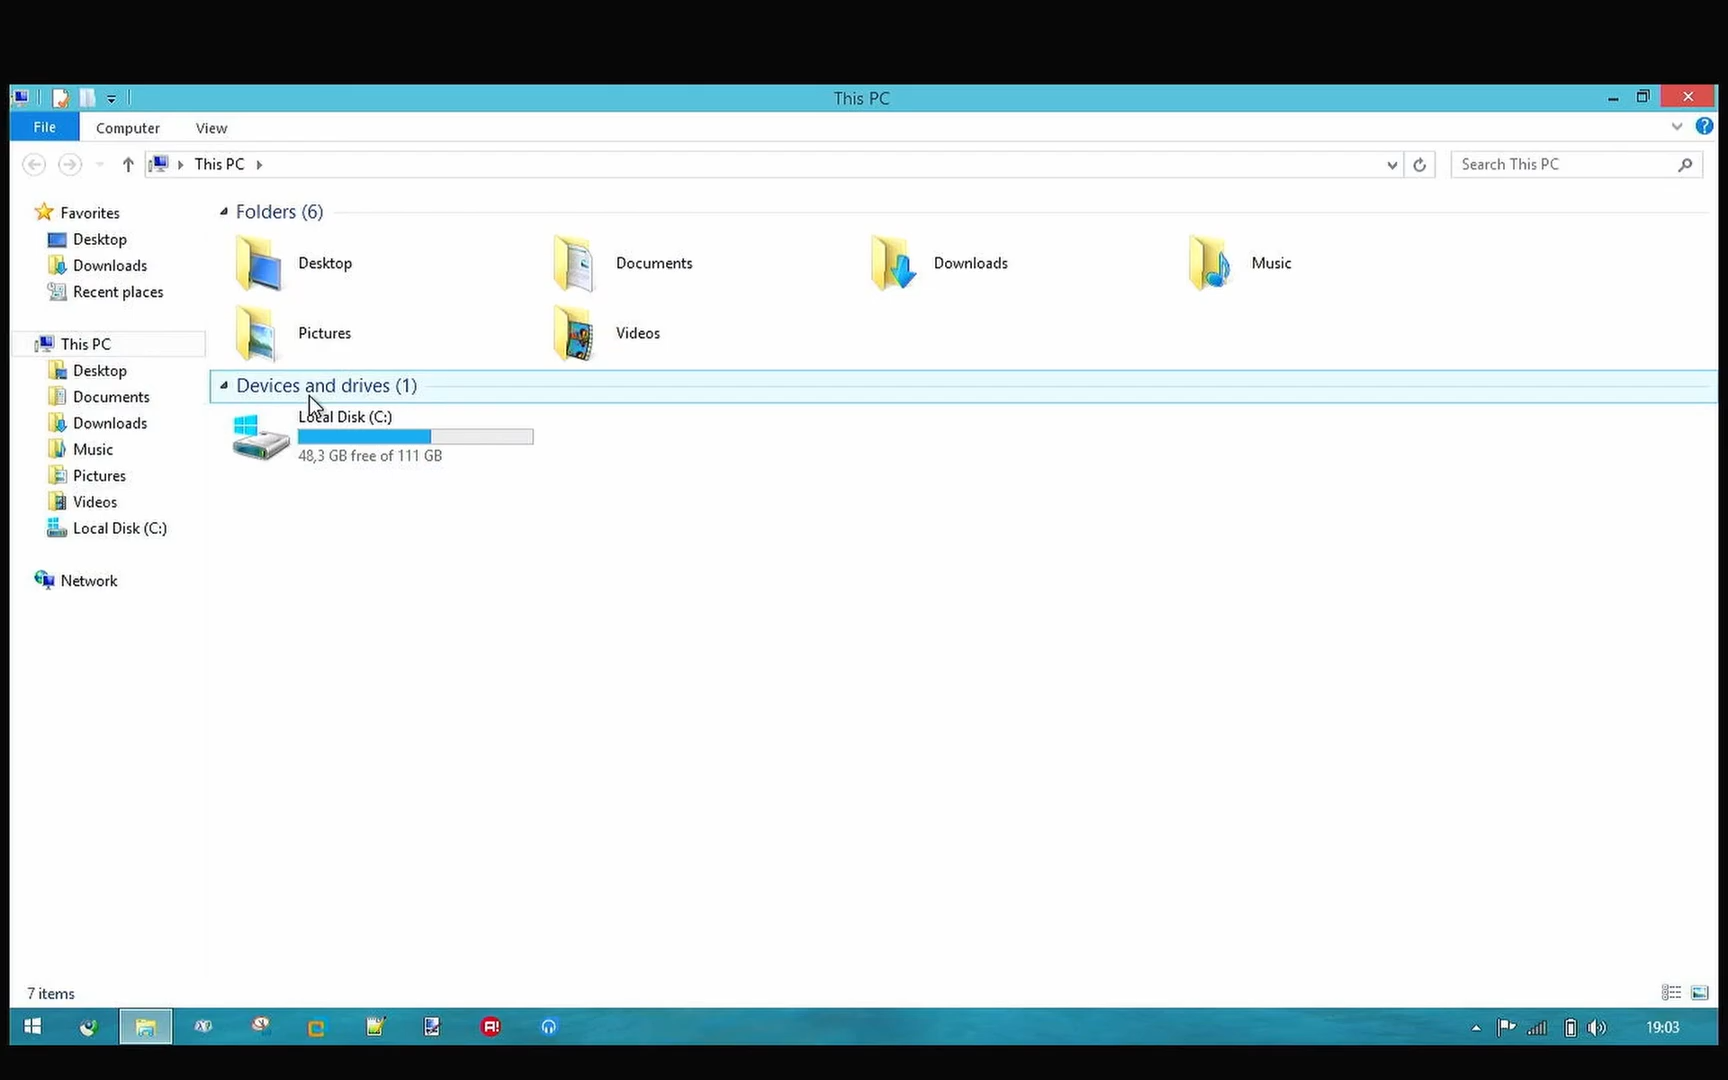 This PC
File Computer View
This PC
Search This PC
Favorites
Desktop
Downloads
Recent places
This PC
Desktop
Documents
Downloads
Music
Pictures
Videos
Local Disk (C:)
Network
Folders (6)
Desktop
Documents
Downloads
Music
Pictures
Videos
Devices and drives (1)
Local Disk (C:)
48,3 GB free of 111 GB
7 items
19:03